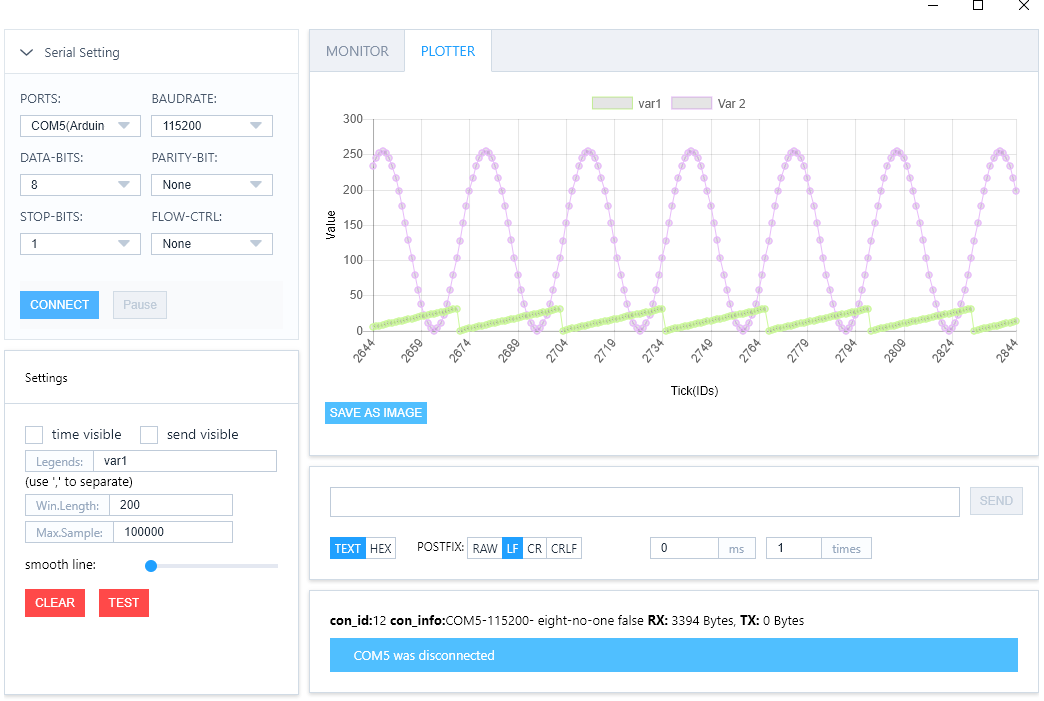 Serial Setting
PORTS: BAUDRATE:
COM5(Arduin 115200
DATA-BITS: PARITY-BIT:
8 None
STOP-BITS: FLOW-CTRL:
1 None
CONNECT Pause
Settings
time visible send visible
Legends: var1
(use ',' to separate)
Win.Length: 200
Max.Sample: 100000
smooth line:
CLEAR TEST
MONITOR PLOTTER
var1 Var 2
300
250
200
150
100
50
0
Value
2644 2659 2674 2689 2704 2719 2734 2749 2764 2779 2794 2809 2824 2844
Tick(IDs)
SAVE AS IMAGE
SEND
TEXT HEX POSTFIX: RAW LF CR CRLF 0 ms 1 times
con_id:12 con_info:COM5-115200- eight-no-one false RX: 3394 Bytes, TX: 0 Bytes
COM5 was disconnected